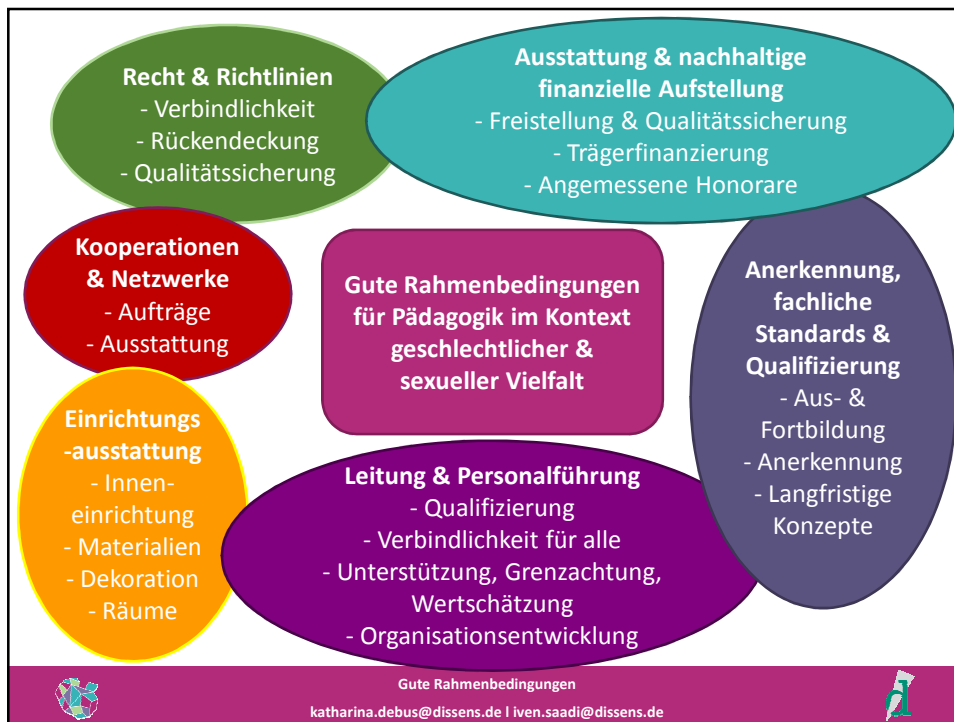 Recht & Richtlinien
- Verbindlichkeit
- Rückendeckung
- Qualitätssicherung
Ausstattung & nachhaltige
finanzielle Aufstellung
- Freistellung & Qualitätssicherung
- Trägerfinanzierung
- Angemessene Honorare
Kooperationen
& Netzwerke
- Aufträge
- Ausstattung
Gute Rahmenbedingungen
für Pädagogik im Kontext
geschlechtlicher &
sexueller Vielfalt
Anerkennung,
fachliche
Standards &
Qualifizierung
- Aus- &
Fortbildung
- Anerkennung
- Langfristige
Konzepte
Einrichtungs
-ausstattung
- Innen-
einrichtung
- Materialien
- Dekoration
- Räume
Leitung & Personalführung
- Qualifizierung
- Verbindlichkeit für alle
- Unterstützung, Grenzachtung,
Wertschätzung
- Organisationsentwicklung
Gute Rahmenbedingungen
katharina.debus@dissens.de l iven.saadi@dissens.de
d